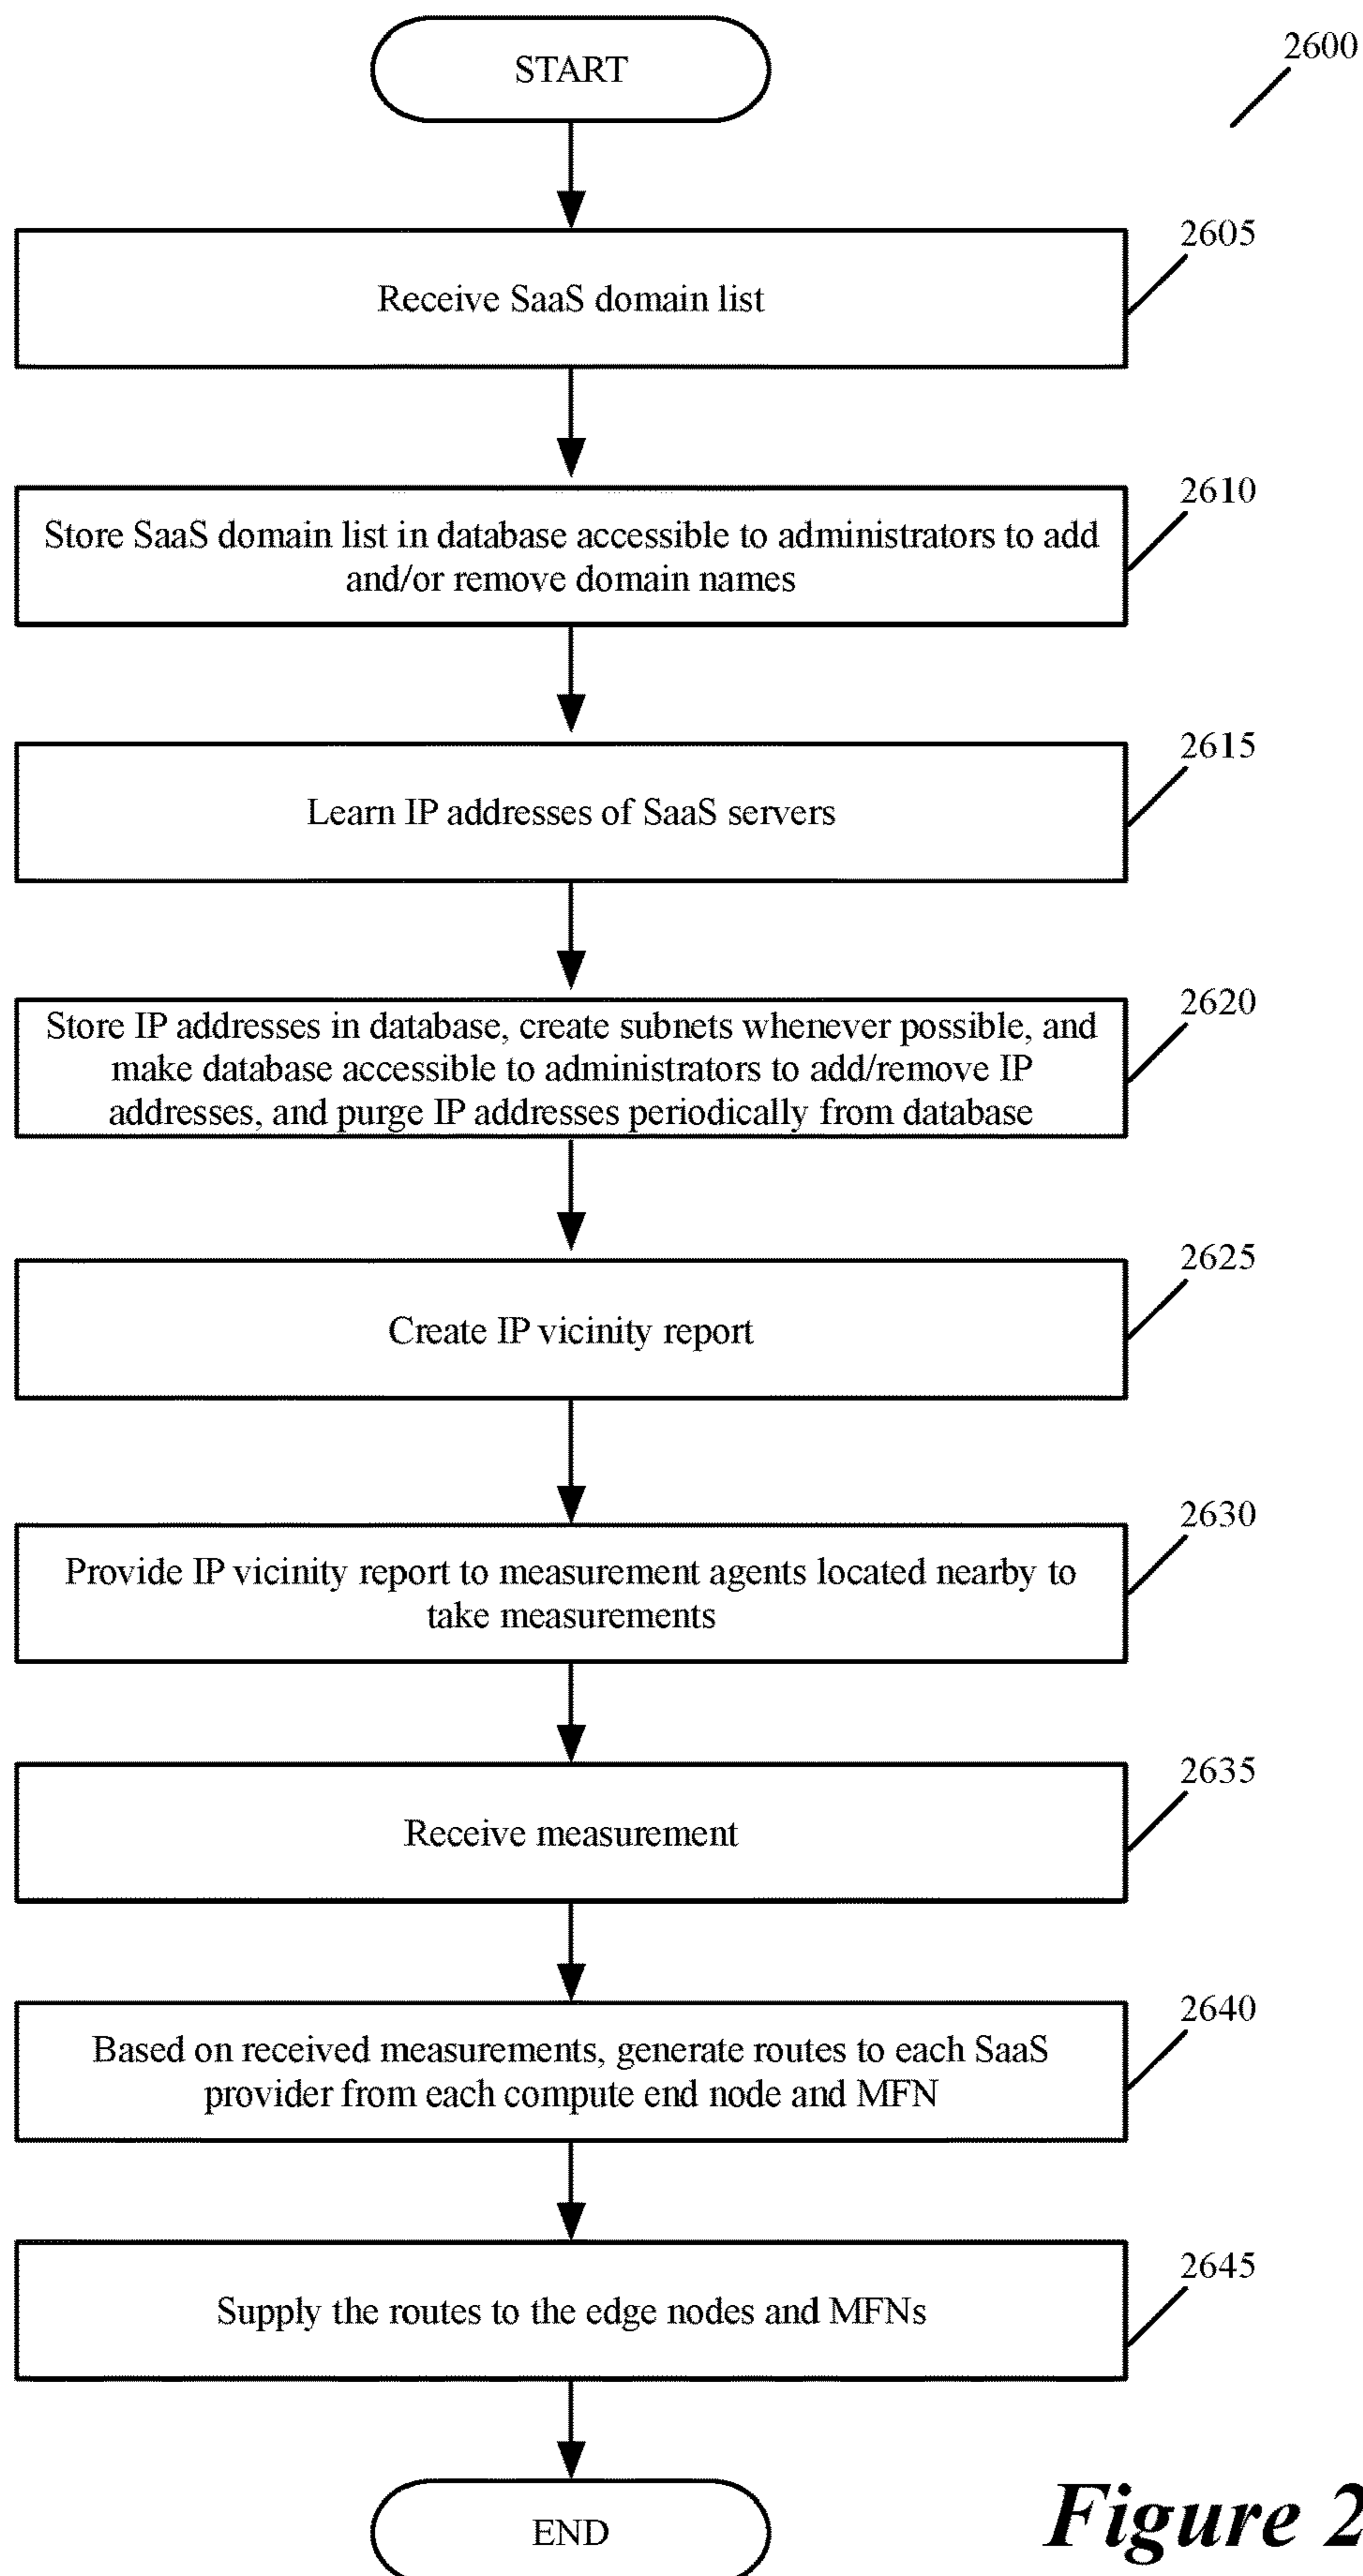 START
2600
2605
Receive SaaS domain list
2610
Store SaaS domain list in database accessible to administrators to add
and/or remove domain names
2615
Learn IP addresses of SaaS servers
2620
Store IP addresses in database, create subnets whenever possible, and
make database accessible to administrators to add/remove IP
addresses, and purge IP addresses periodically from database
2625
Create IP vicinity report
2630
Provide IP vicinity report to measurement agents located nearby to
take measurements
2635
Receive measurement
2640
Based on received measurements, generate routes to each SaaS
provider from each compute end node and MFN
2645
Supply the routes to the edge nodes and MFNs
END
Figure 2